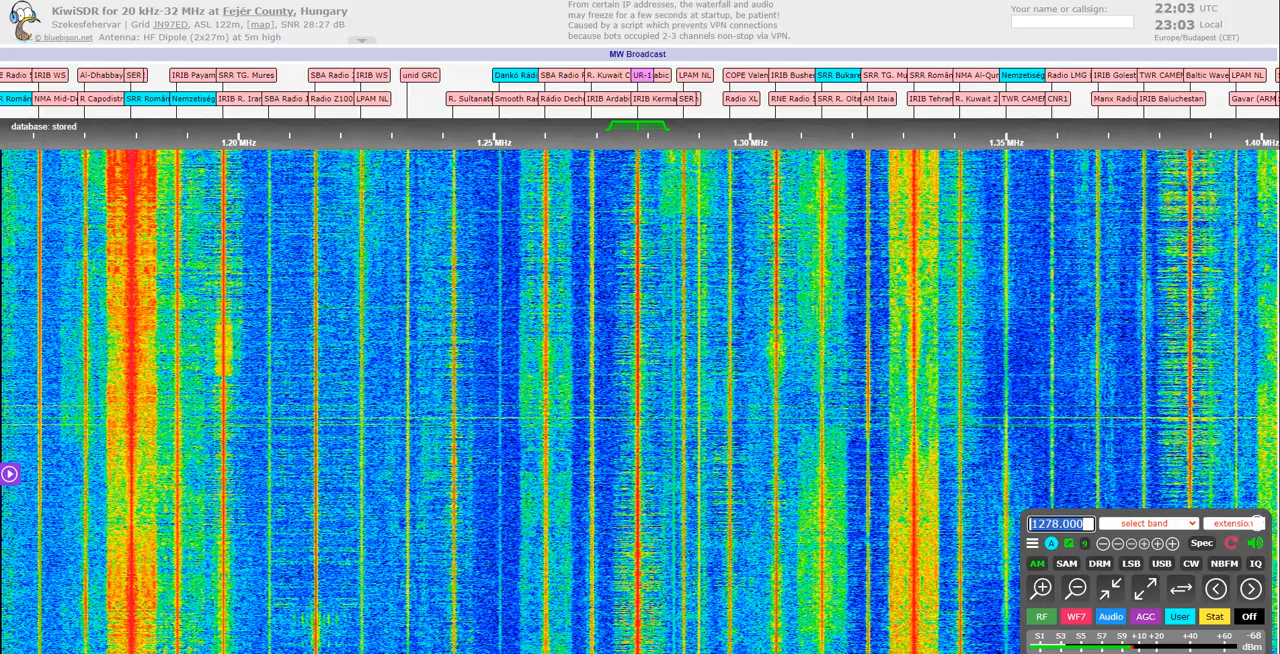 KiwiSDR for 20 kHz-32 MHz at Fejér County, Hungary
Szekesfehervar | Grid JN97ED, ASL 122m, [map], SNR 28:27 dB
© bluebison.net Antenna: HF Dipole (2x27m) at 5m high
From certain IP addresses, the waterfall and audio
may freeze for a few seconds at startup, be patient!
Caused by a script which prevents VPN connections
because bots occupied 2-3 channels non-stop via VPN.
Your name or callsign:
22:03 UTC
23:03 Local
Europe/Budapest (CET)
MW Broadcast
e Radio IRIB WS Al-Dhabbay SER IRIB Payam SRR TG. Mures SBA Radio IRIB WS unid GRC Dankó Rádi SBA Radio R. Kuwait C UR-1 abic LPAM NL COPE Valen IRIB Bushe SRR Bukare SRR TG. Mu SRR Român NMA Al-Qur Nemzetiség Radio LMG IRIB Golest TWR CAME Baltic Wave LPAM NL
R Român NMA Mid-D R Capodistr SRR Român Nemzetiség IRIB R. Iran SBA Radio Radio Z100 LPAM NL R. Sultanate Smooth Rad Rádio Dechd IRIB Ardabi IRIB Kerma SER Radio XL RNE Radio SRR R. Olte AM Itaia IRIB Tehran R. Kuwait 2 TWR CAME CNR1 Manx Radio IRIB Baluchestan Gavar (ARM
database: stored
1.20 MHz 1.25 MHz 1.30 MHz 1.35 MHz 1.40 MHz
1278.000 select band extension
A 9 Spec
AM SAM DRM LSB USB CW NBFM IQ
RF WF7 Audio AGC User Stat Off
S1 S3 S5 S7 S9 +10 +20 +40 +60 -68
dBm